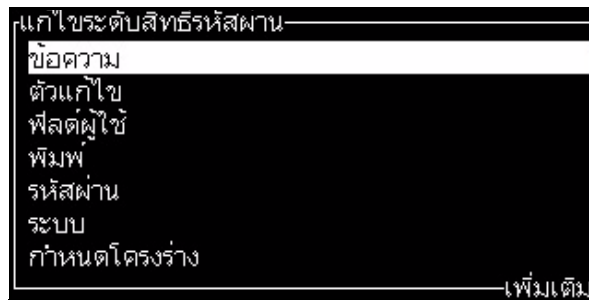 แก้ไขระดับสิทธิรหัสผ่าน
ข้อความ
ตัวแก้ไข
ฟิลด์ผู้ใช้
พิมพ์
รหัสผ่าน
ระบบ
กำหนดโครงร่าง
เพิ่มเติม